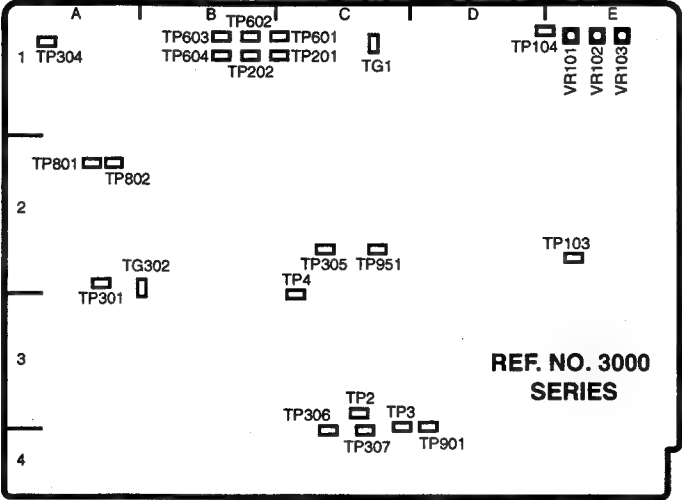 A B C D E
TP602
TP603 TP601
TP604 TP201
TP202
TP304
TG1
TP104
VR101
VR102
VR103
1
TP801
TP802
2
TP103
TP305 TP951
TG302
TP4
TP301
3
REF. NO. 3000
SERIES
TP2
TP306 TP3
TP307 TP901
4